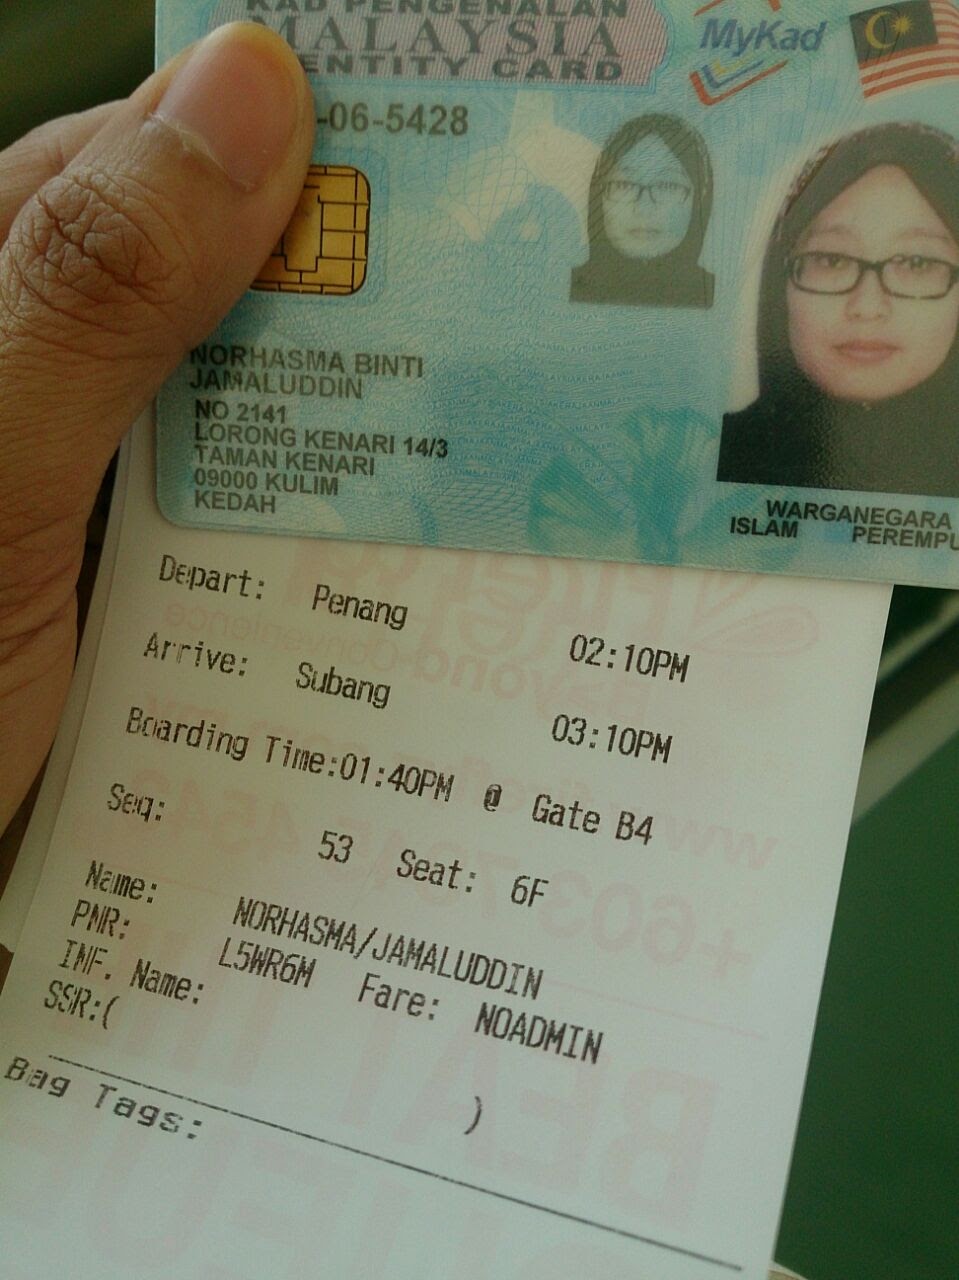 KAD PENGENALAN
MALAYSIA
IDENTITY CARD
MyKad
-06-5428
NORHASMA BINTI
JAMALUDDIN
NO 2141
LORONG KENARI 14/3
TAMAN KENARI
09000 KULIM
KEDAH
WARGANEGARA
ISLAM PEREMPU
Depart: Penang 02:10PM
Arrive: Subang 03:10PM
Boarding Time:01:40PM @ Gate B4
Seq: 53 Seat: 6F
Name: NORHASMA/JAMALUDDIN
PNR: L5WR6M Fare: NOADMIN
INF. Name:
SSR:( )
Bag Tags: